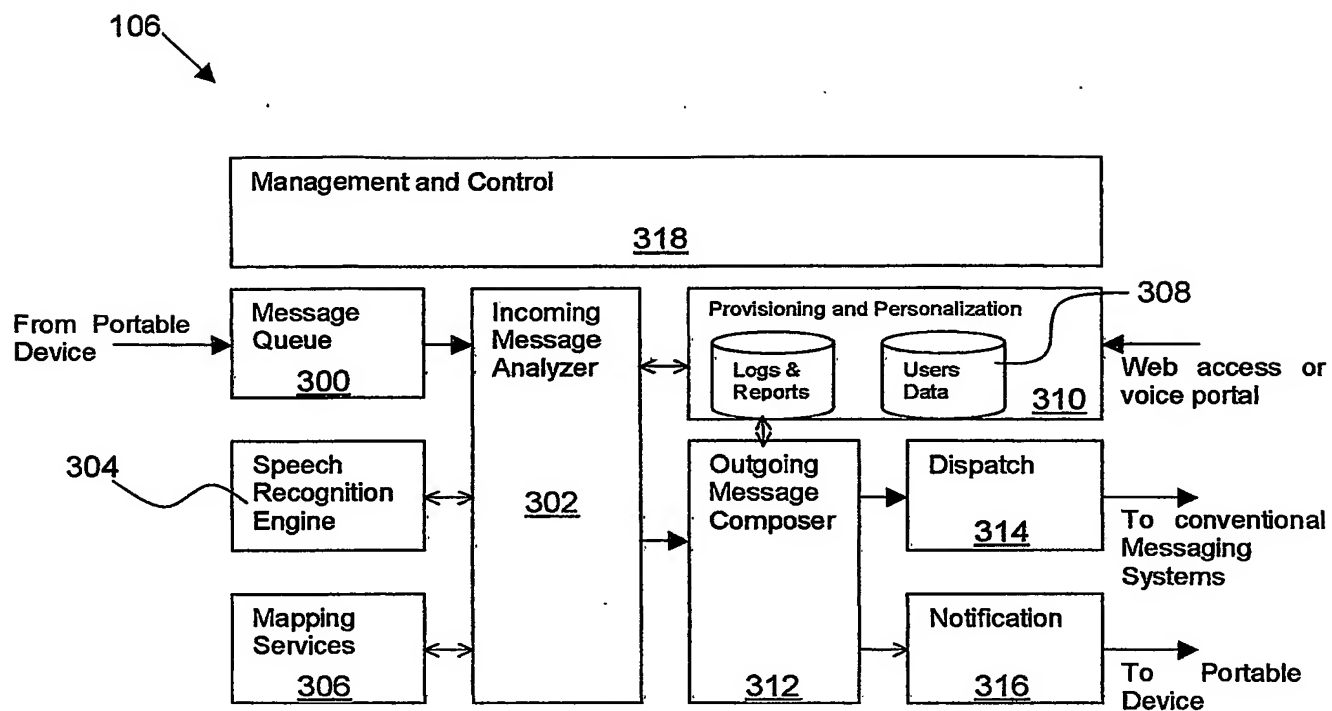 106
Management and Control
318
From Portable
Device
Message
Queue
300
Incoming
Message
Analyzer
302
Provisioning and Personalization
Logs &
Reports
Users
Data
308
310
Web access or
voice portal
304
Speech
Recognition
Engine
Outgoing
Message
Composer
312
Dispatch
314
To conventional
Messaging
Systems
Mapping
Services
306
Notification
316
To Portable
Device